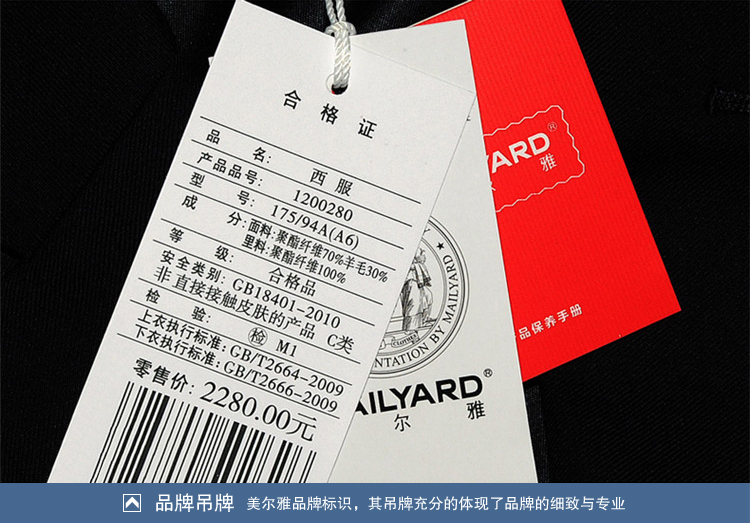 合格证
品 名: 西服
产品品号: 1200280
型 号: 175/94A(A6)
成 分: 面料:聚酯纤维70%羊毛30%
里料:聚酯纤维100%
等 级: 合格品
安全类别: GB18401-2010
非直接接触皮肤的产品 C类
检 验: 检 M1
上衣执行标准: GB/T2664-2009
下衣执行标准: GB/T2666-2009
零售价: 2280.00元
CLOTHES
NTATION BY MAILYARD
AILYARD®
尔 雅
YARD®
雅
品保养手册
品牌吊牌 美尔雅品牌标识，其吊牌充分的体现了品牌的细致与专业